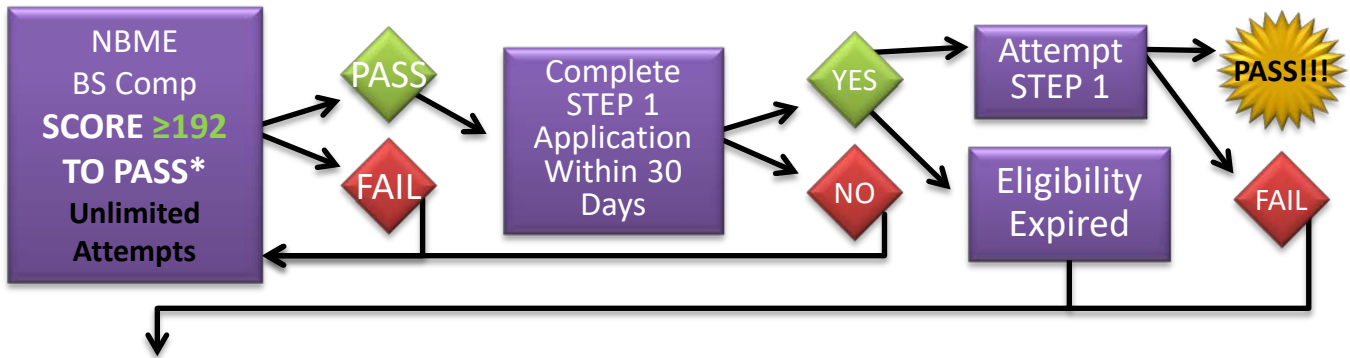 NBME
BS Comp
SCORE ≥192
TO PASS*
Unlimited
Attempts
PASS
FAIL
Complete
STEP 1
Application
Within 30
Days
YES
NO
Attempt
STEP 1
Eligibility
Expired
PASS!!!
FAIL